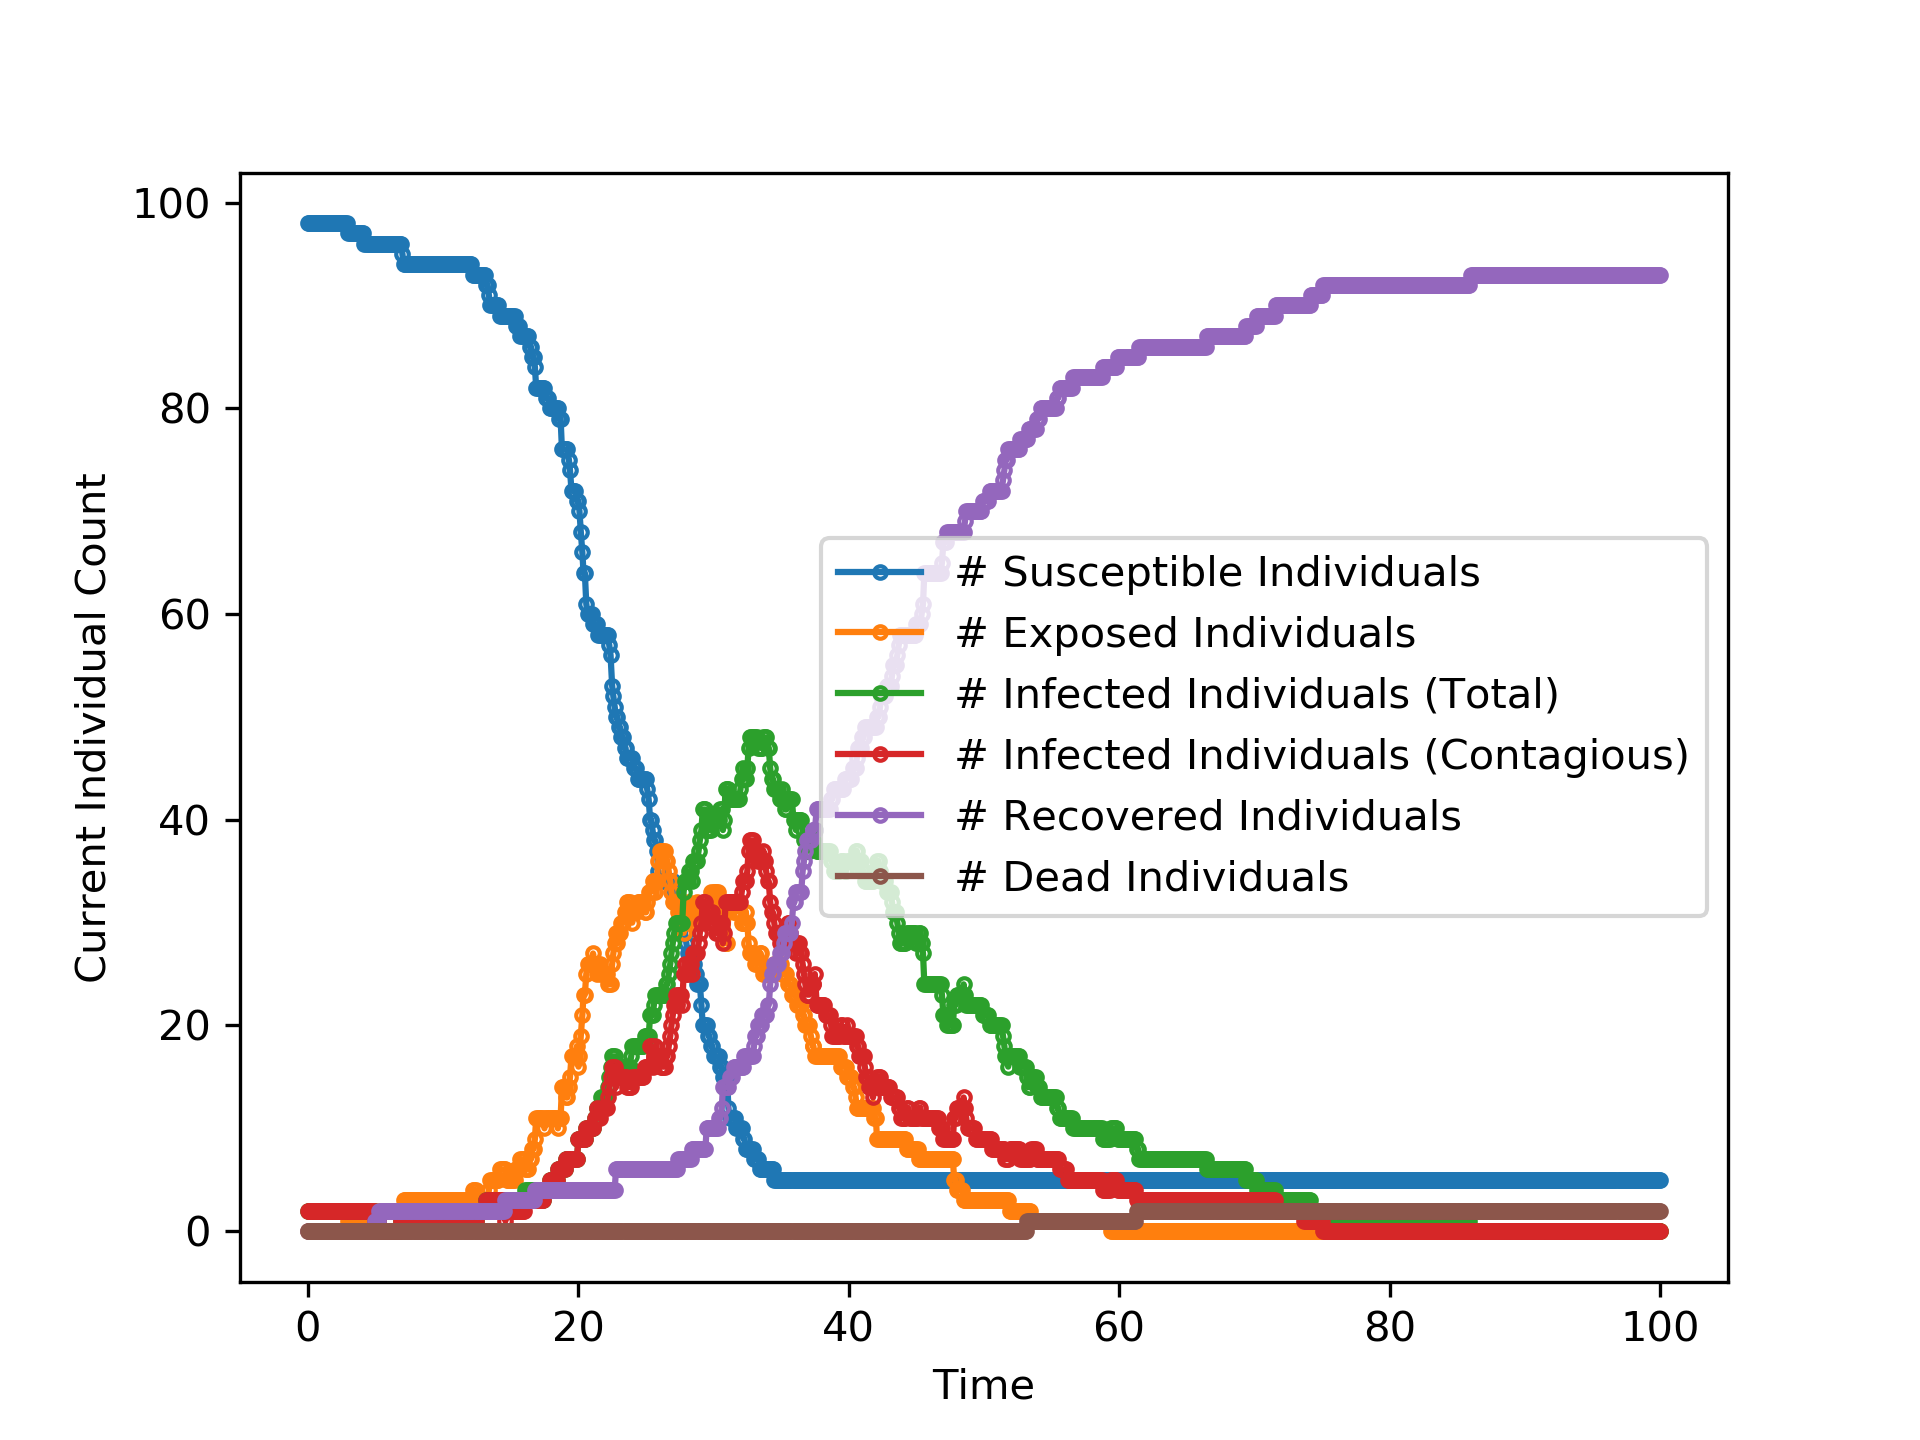 100
80
60
40
20
0
Current Individual Count
# Susceptible Individuals
# Exposed Individuals
# Infected Individuals (Total)
# Infected Individuals (Contagious)
# Recovered Individuals
# Dead Individuals
0 20 40 60 80 100
Time